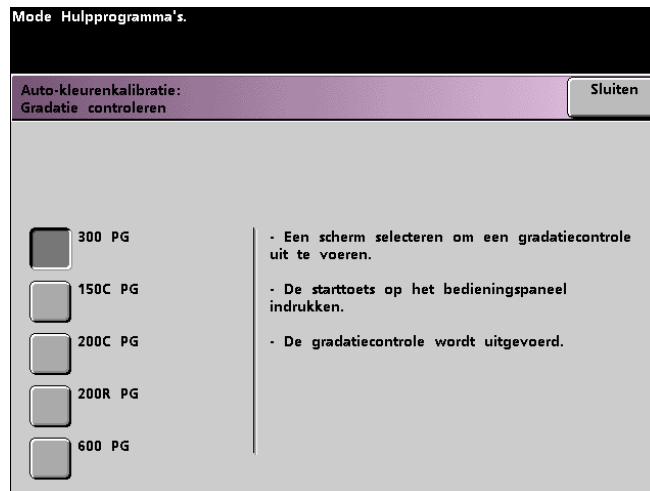 Mode Hulpprogramma's.
Auto-kleurenkalibratie:
Gradatie controleren
Sluiten
300 PG
150C PG
200C PG
200R PG
600 PG
- Een scherm selecteren om een gradatiecontrole
uit te voeren.
- De starttoets op het bedieningspaneel
indrukken.
- De gradatiecontrole wordt uitgevoerd.